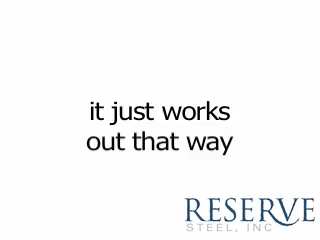 it just works
out that way
RESERVE
STEEL, INC